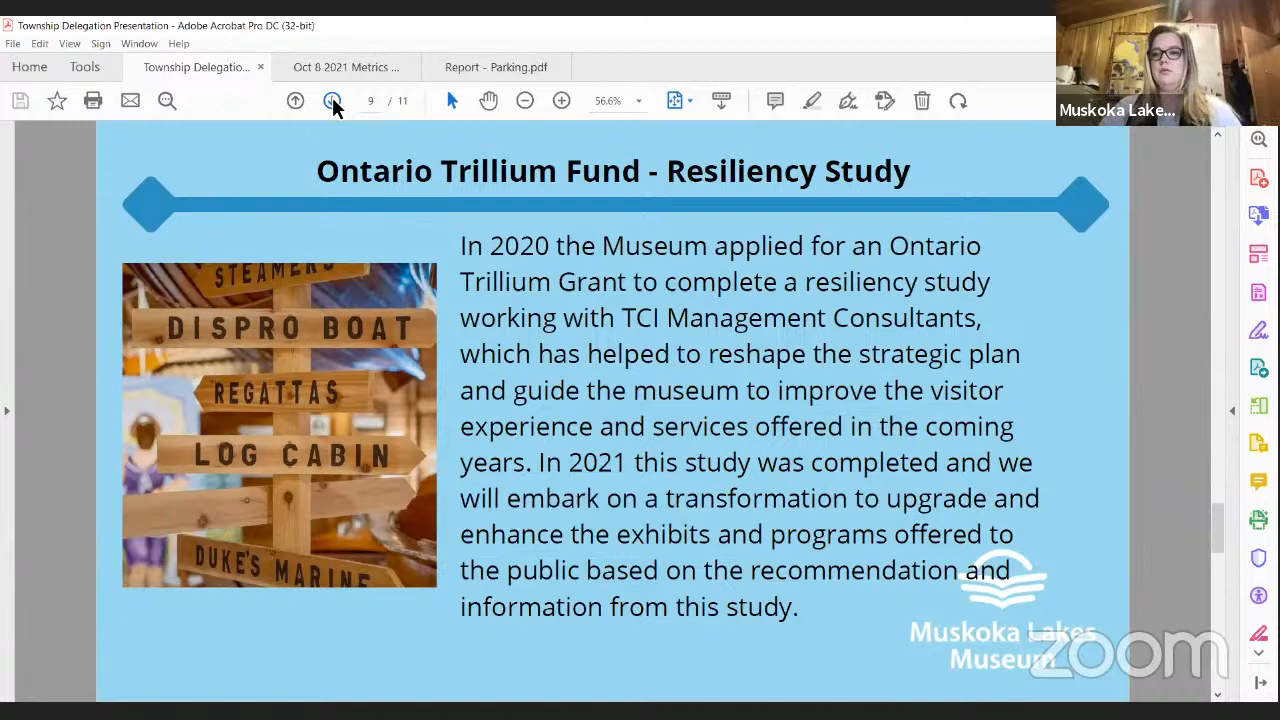 Township Delegation Presentation - Adobe Acrobat Pro DC (32-bit)
File Edit View Sign Window Help
Home Tools Township Delegatio... × Oct 8 2021 Metrics ... Report - Parking.pdf
9 / 11 56.6%
Muskoka Lake...
Ontario Trillium Fund - Resiliency Study
STEAMERS
DISPRO BOAT
REGATTAS
LOG CABIN
DUKE'S MARINE
In 2020 the Museum applied for an Ontario
Trillium Grant to complete a resiliency study
working with TCI Management Consultants,
which has helped to reshape the strategic plan
and guide the museum to improve the visitor
experience and services offered in the coming
years. In 2021 this study was completed and we
will embark on a transformation to upgrade and
enhance the exhibits and programs offered to
the public based on the recommendation and
information from this study.
Muskoka Lakes
Museum
zoom